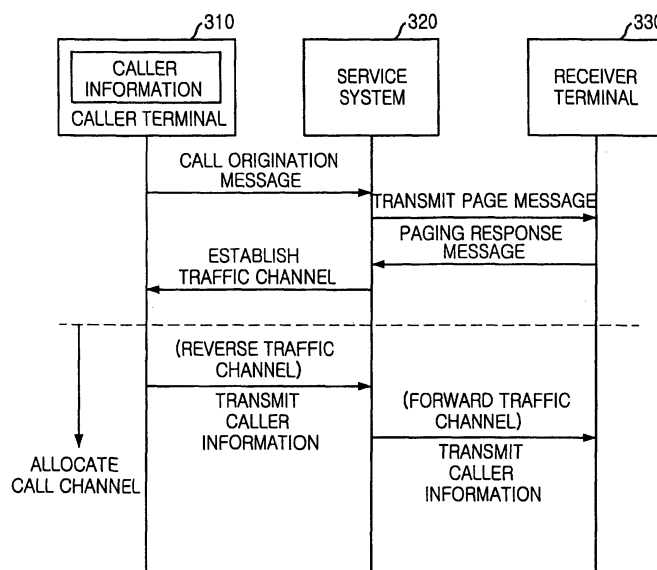 310
320
330
CALLER
INFORMATION
CALLER TERMINAL
SERVICE
SYSTEM
RECEIVER
TERMINAL
CALL ORIGINATION
MESSAGE
TRANSMIT PAGE MESSAGE
PAGING RESPONSE
MESSAGE
ESTABLISH
TRAFFIC CHANNEL
(REVERSE TRAFFIC
CHANNEL)
TRANSMIT
CALLER
INFORMATION
(FORWARD TRAFFIC
CHANNEL)
TRANSMIT
CALLER
INFORMATION
ALLOCATE
CALL CHANNEL